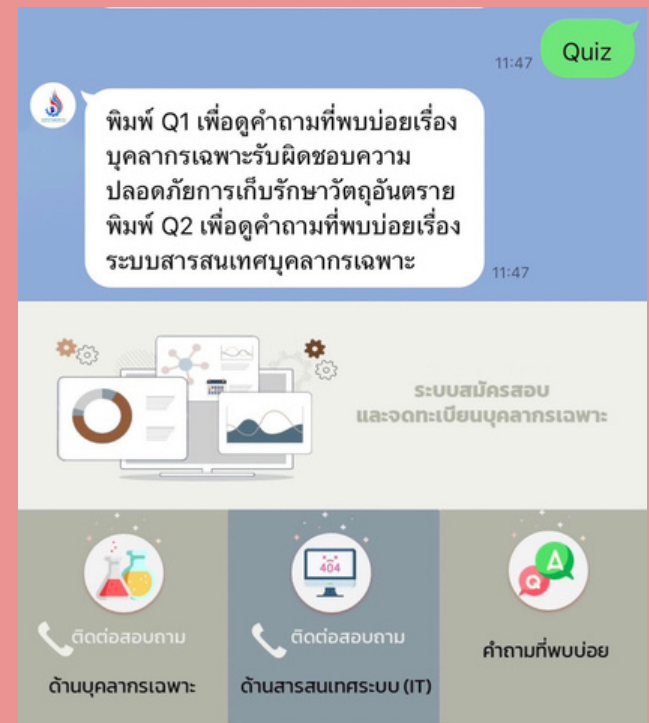 Quiz
11:47
พิมพ์ Q1 เพื่อดูคำถามที่พบบ่อยเรื่อง
บุคลากรเฉพาะรับผิดชอบความ
ปลอดภัยการเก็บรักษาวัตถุอันตราย
พิมพ์ Q2 เพื่อดูคำถามที่พบบ่อยเรื่อง
ระบบสารสนเทศบุคลากรเฉพาะ
11:47
ระบบสมัครสอบ
และจดทะเบียนบุคลากรเฉพาะ
ติดต่อสอบถาม
ด้านบุคลากรเฉพาะ
404
ติดต่อสอบถาม
ด้านสารสนเทศระบบ (IT)
Q A
คำถามที่พบบ่อย